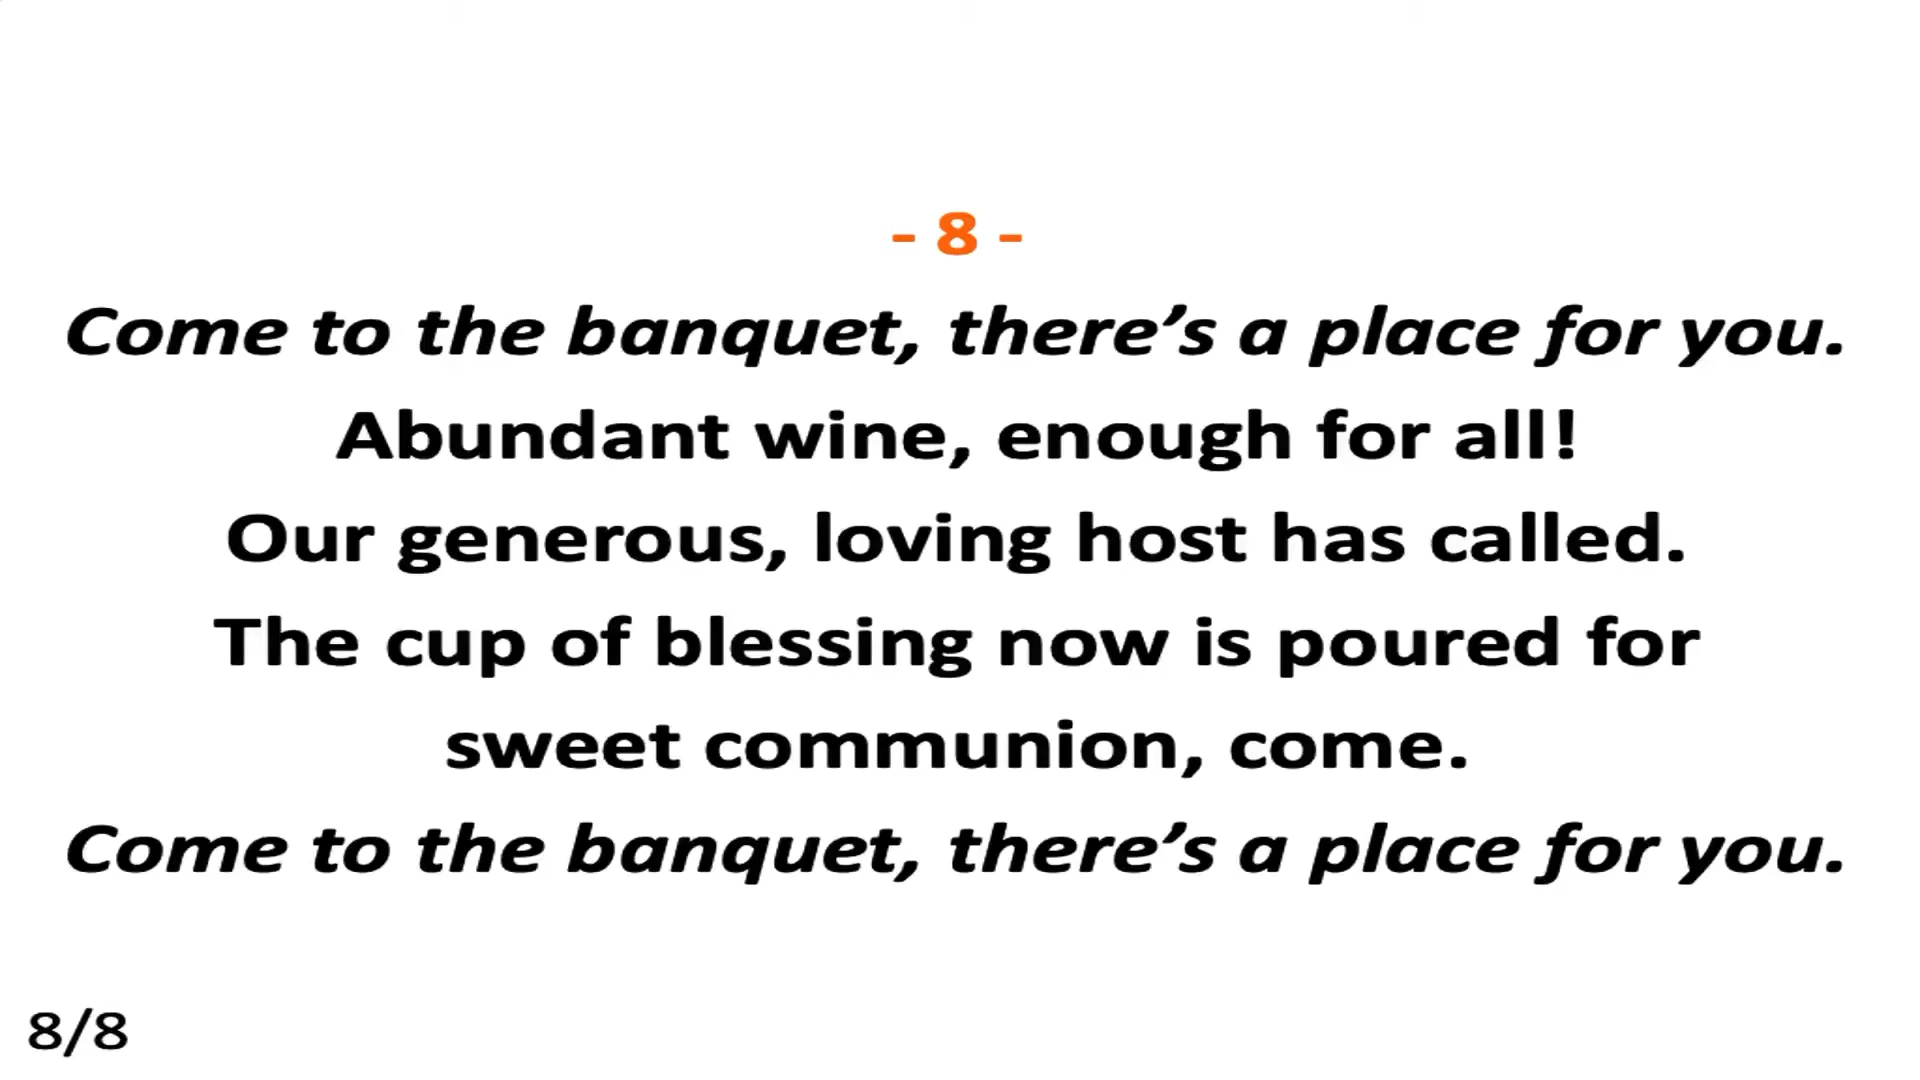 - 8 -
Come to the banquet, there’s a place for you.
Abundant wine, enough for all!
Our generous, loving host has called.
The cup of blessing now is poured for
sweet communion, come.
Come to the banquet, there’s a place for you.
8/8